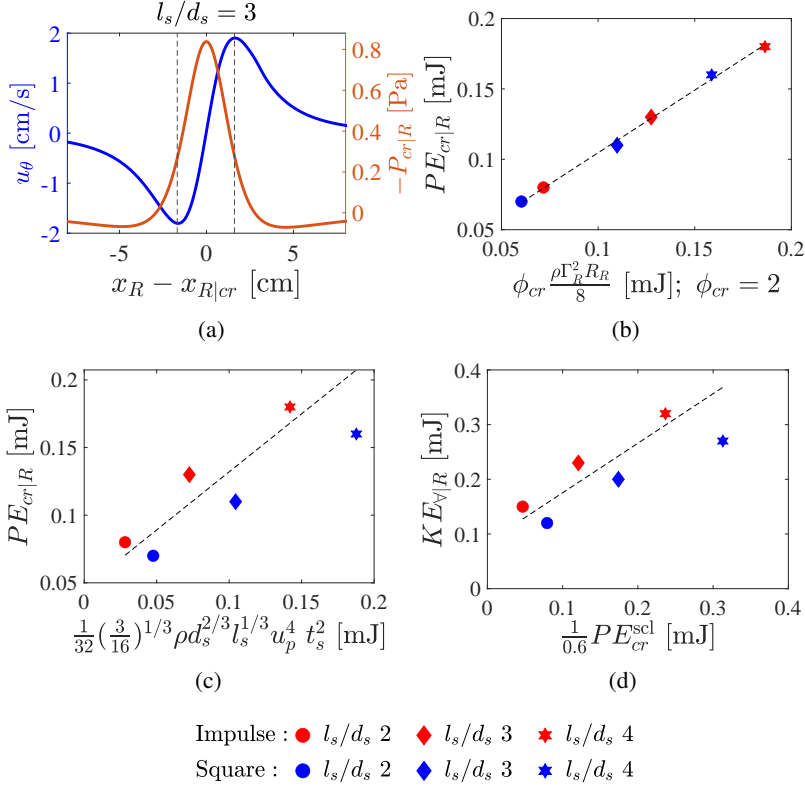 l_s/d_s = 3
2
1
0
-1
-2
u_θ [cm/s]
0.8
0.6
0.4
0.2
0
-P_{cr|R} [Pa]
-5
0
5
x_R − x_{R|cr} [cm]
(a)
0.2
0.15
0.1
0.05
PE_{cr|R} [mJ]
0.05
0.1
0.15
0.2
ϕ_{cr} \frac{ρΓ_R^2 R_R}{8} [mJ]; ϕ_{cr} = 2
(b)
0.2
0.15
0.1
0.05
PE_{cr|R} [mJ]
0
0.05
0.1
0.15
0.2
\frac{1}{32}(\frac{3}{16})^{1/3} ρd_s^{2/3} l_s^{1/3} u_p^4 t_s^2 [mJ]
(c)
0.4
0.3
0.2
0.1
0
KE_{∀|R} [mJ]
0
0.1
0.2
0.3
0.4
\frac{1}{0.6} PE_{cr}^{scl} [mJ]
(d)
Impulse : l_s/d_s 2 l_s/d_s 3 l_s/d_s 4
Square : l_s/d_s 2 l_s/d_s 3 l_s/d_s 4